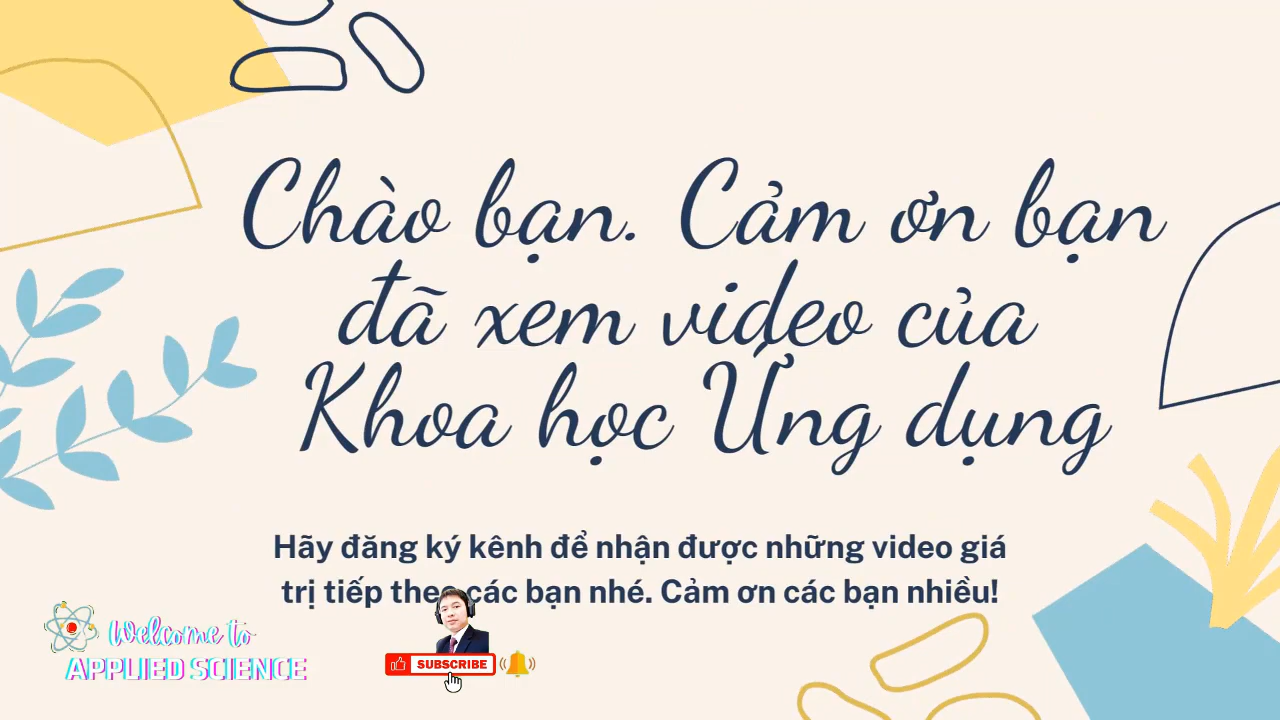 Chào bạn. Cảm ơn bạn
đã xem video của
Khoa học Ứng dụng
Hãy đăng ký kênh để nhận được những video giá
trị tiếp theo các bạn nhé. Cảm ơn các bạn nhiều!
Welcome to
APPLIED SCIENCE
SUBSCRIBE